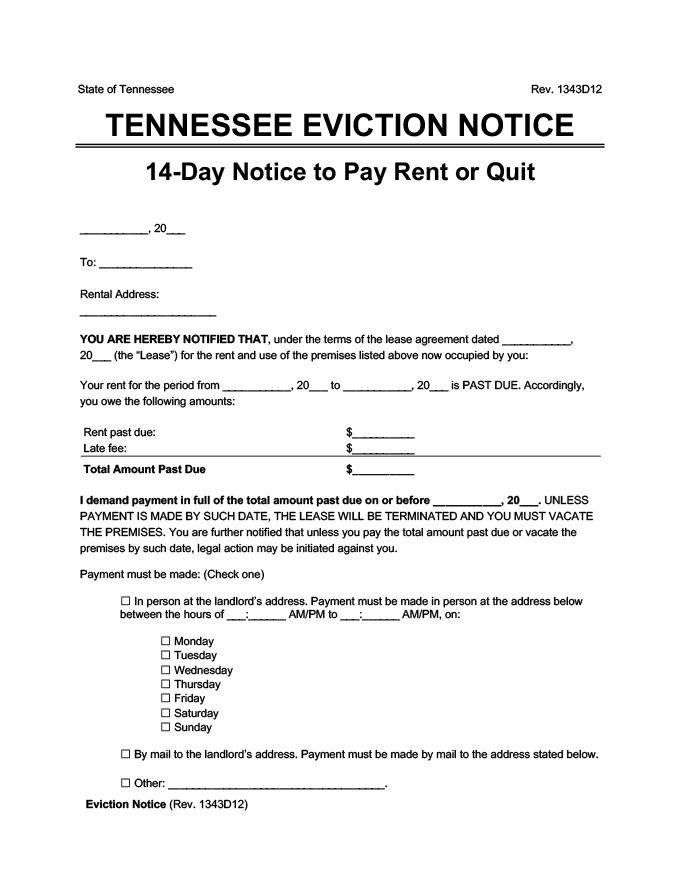 State of Tennessee Rev. 1343D12
TENNESSEE EVICTION NOTICE
14-Day Notice to Pay Rent or Quit
___________, 20___
To: _______________
Rental Address:
______________________
YOU ARE HEREBY NOTIFIED THAT, under the terms of the lease agreement dated ___________,
20___ (the “Lease”) for the rent and use of the premises listed above now occupied by you:
Your rent for the period from ___________, 20___ to ___________, 20___ is PAST DUE. Accordingly,
you owe the following amounts:
Rent past due: $__________
Late fee: $__________
Total Amount Past Due $__________
I demand payment in full of the total amount past due on or before ___________, 20___. UNLESS
PAYMENT IS MADE BY SUCH DATE, THE LEASE WILL BE TERMINATED AND YOU MUST VACATE
THE PREMISES. You are further notified that unless you pay the total amount past due or vacate the
premises by such date, legal action may be initiated against you.
Payment must be made: (Check one)
☐ In person at the landlord’s address. Payment must be made in person at the address below
between the hours of ___:______ AM/PM to ___:______ AM/PM, on:
☐ Monday
☐ Tuesday
☐ Wednesday
☐ Thursday
☐ Friday
☐ Saturday
☐ Sunday
☐ By mail to the landlord’s address. Payment must be made by mail to the address stated below.
☐ Other: ___________________________________.
Eviction Notice (Rev. 1343D12)